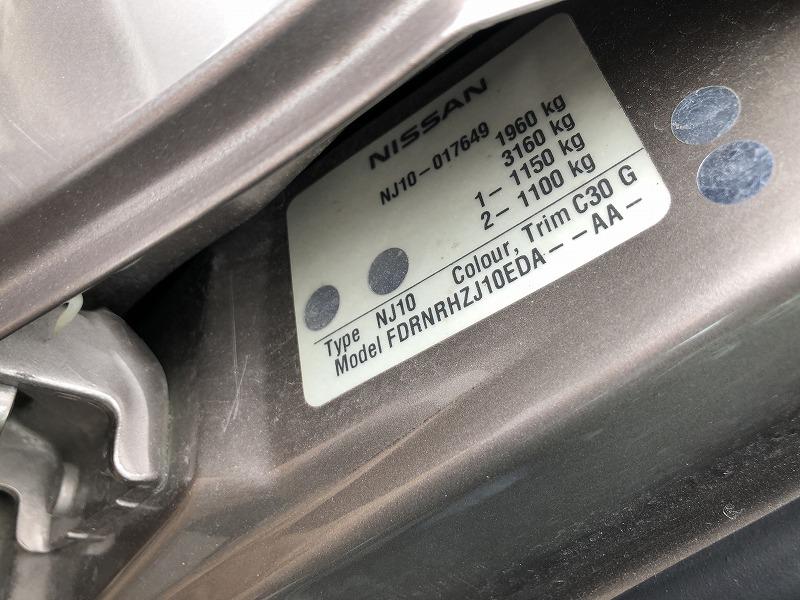 NISSAN
NJ10-017649
1960 kg
3160 kg
1- 1150 kg
2- 1100 kg
Type NJ10 Colour, Trim C30 G
Model FDRNRHZJ10EDA--AA-